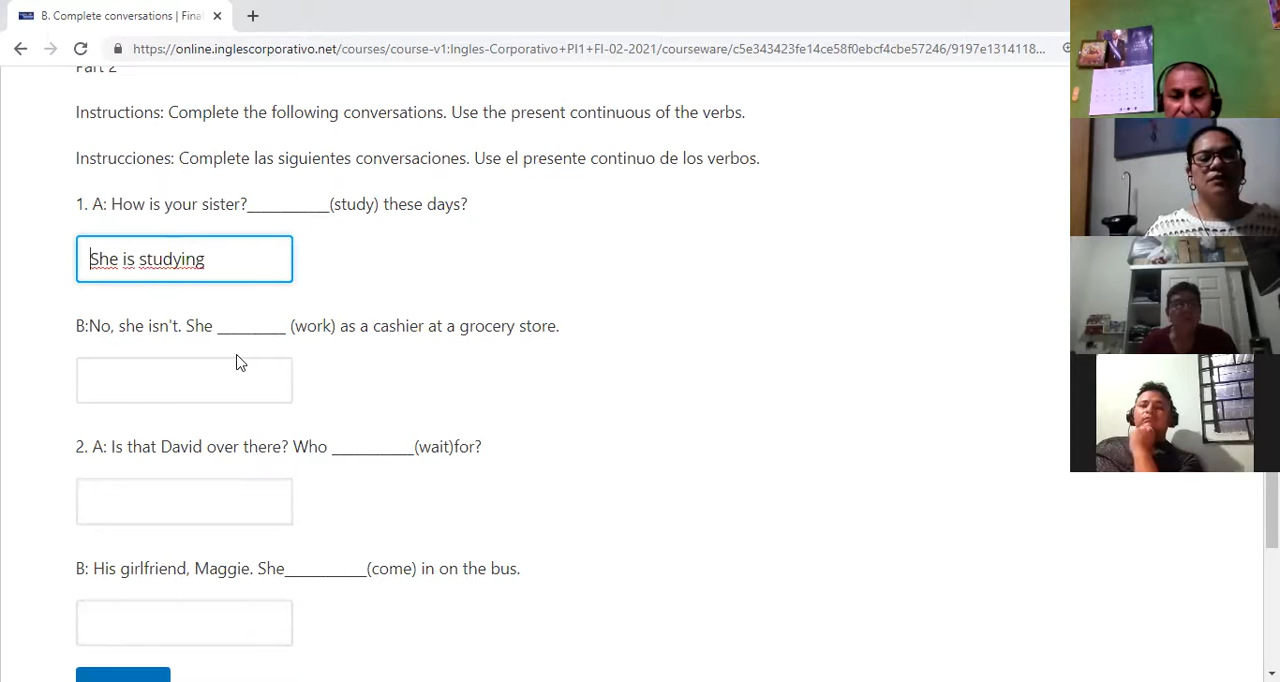 B. Complete conversations | Fina
https://online.inglescorporativo.net/courses/course-v1:Ingles-Corporativo+PI1+FI-02-2021/courseware/c5e343423fe14ce58f0ebcf4cbe57246/9197e1314118...
Part 2
Instructions: Complete the following conversations. Use the present continuous of the verbs.
Instrucciones: Complete las siguientes conversaciones. Use el presente continuo de los verbos.
1. A: How is your sister?__________(study) these days?
She is studying
B:No, she isn't. She ________ (work) as a cashier at a grocery store.
2. A: Is that David over there? Who __________(wait)for?
B: His girlfriend, Maggie. She__________(come) in on the bus.